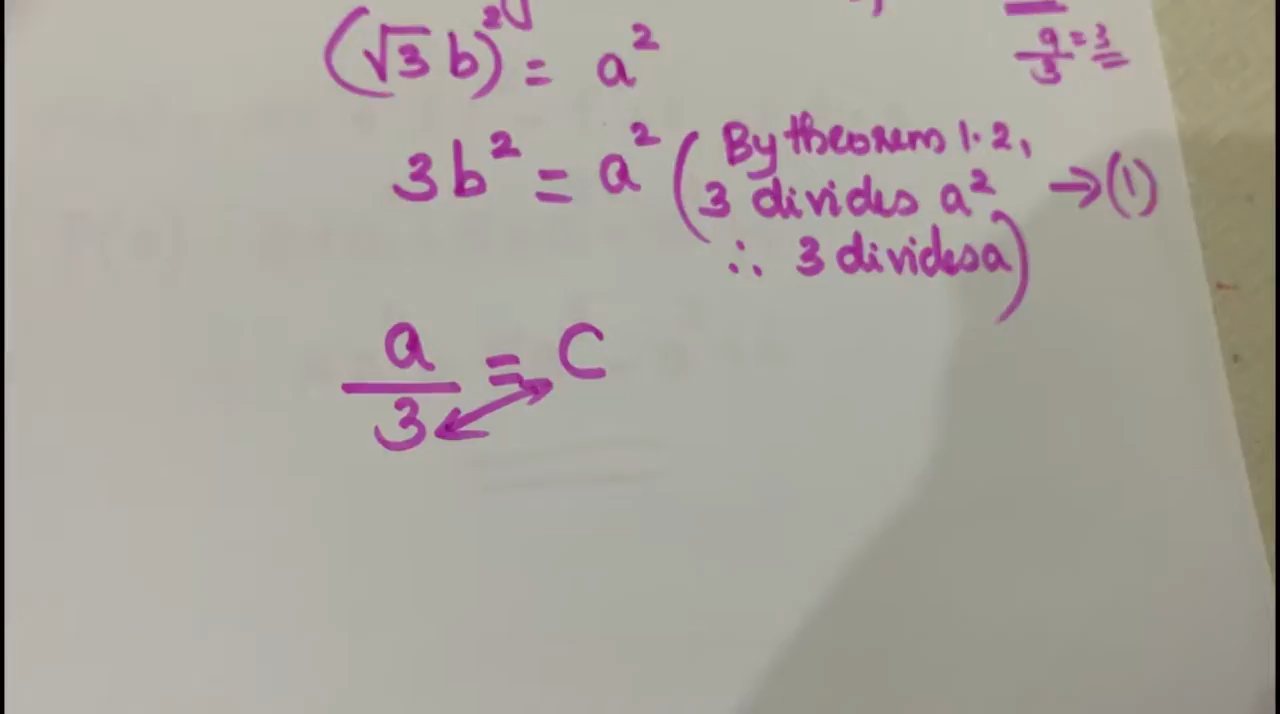 (√3 b)² = a²
9/3 = 3
3b² = a² (By theorem 1.2,
3 divides a² → (1)
∴ 3 divides a)
a/3 = C